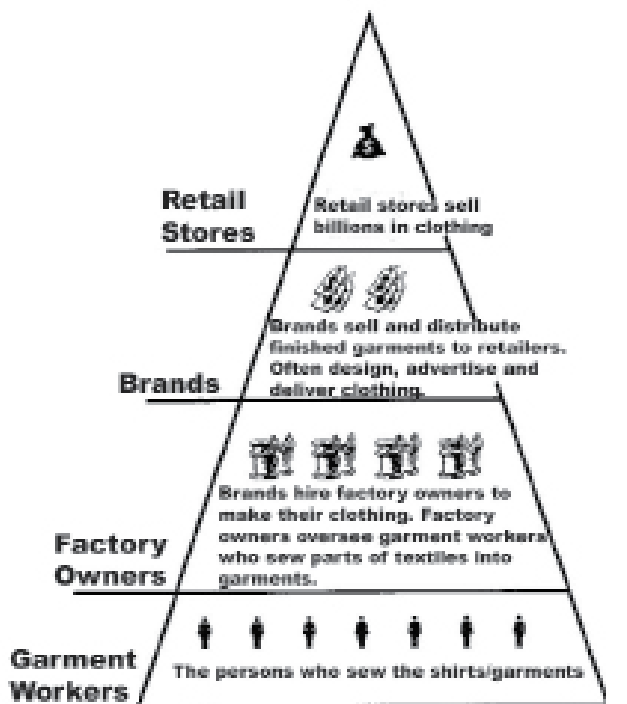 Retail
Stores
Retail stores sell
billions in clothing
Brands sell and distribute
finished garments to retailers.
Often design, advertise and
deliver clothing.
Brands
Brands hire factory owners to
make their clothing. Factory
owners oversee garment workers
who sew parts of textiles into
garments.
Factory
Owners
Garment
Workers
The persons who sew the shirts/garments